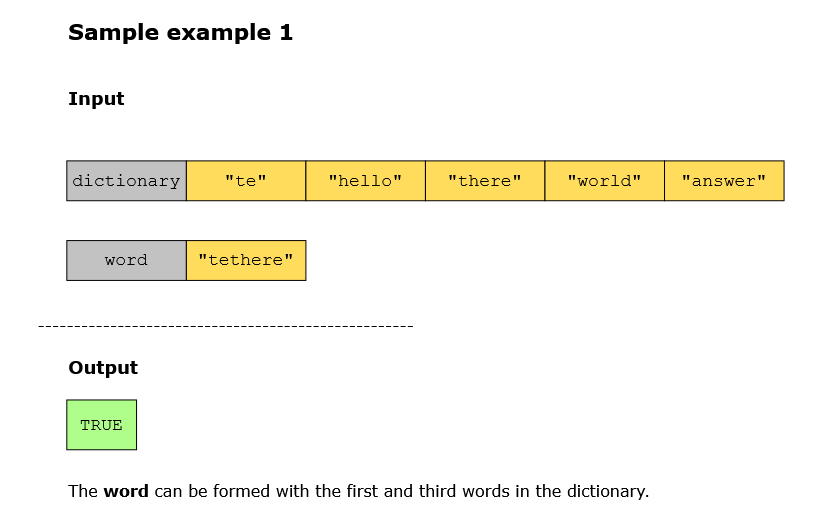 Sample example 1
Input
dictionary "te" "hello" "there" "world" "answer"
word "tethere"
----------------------------------------------------
Output
TRUE
The word can be formed with the first and third words in the dictionary.